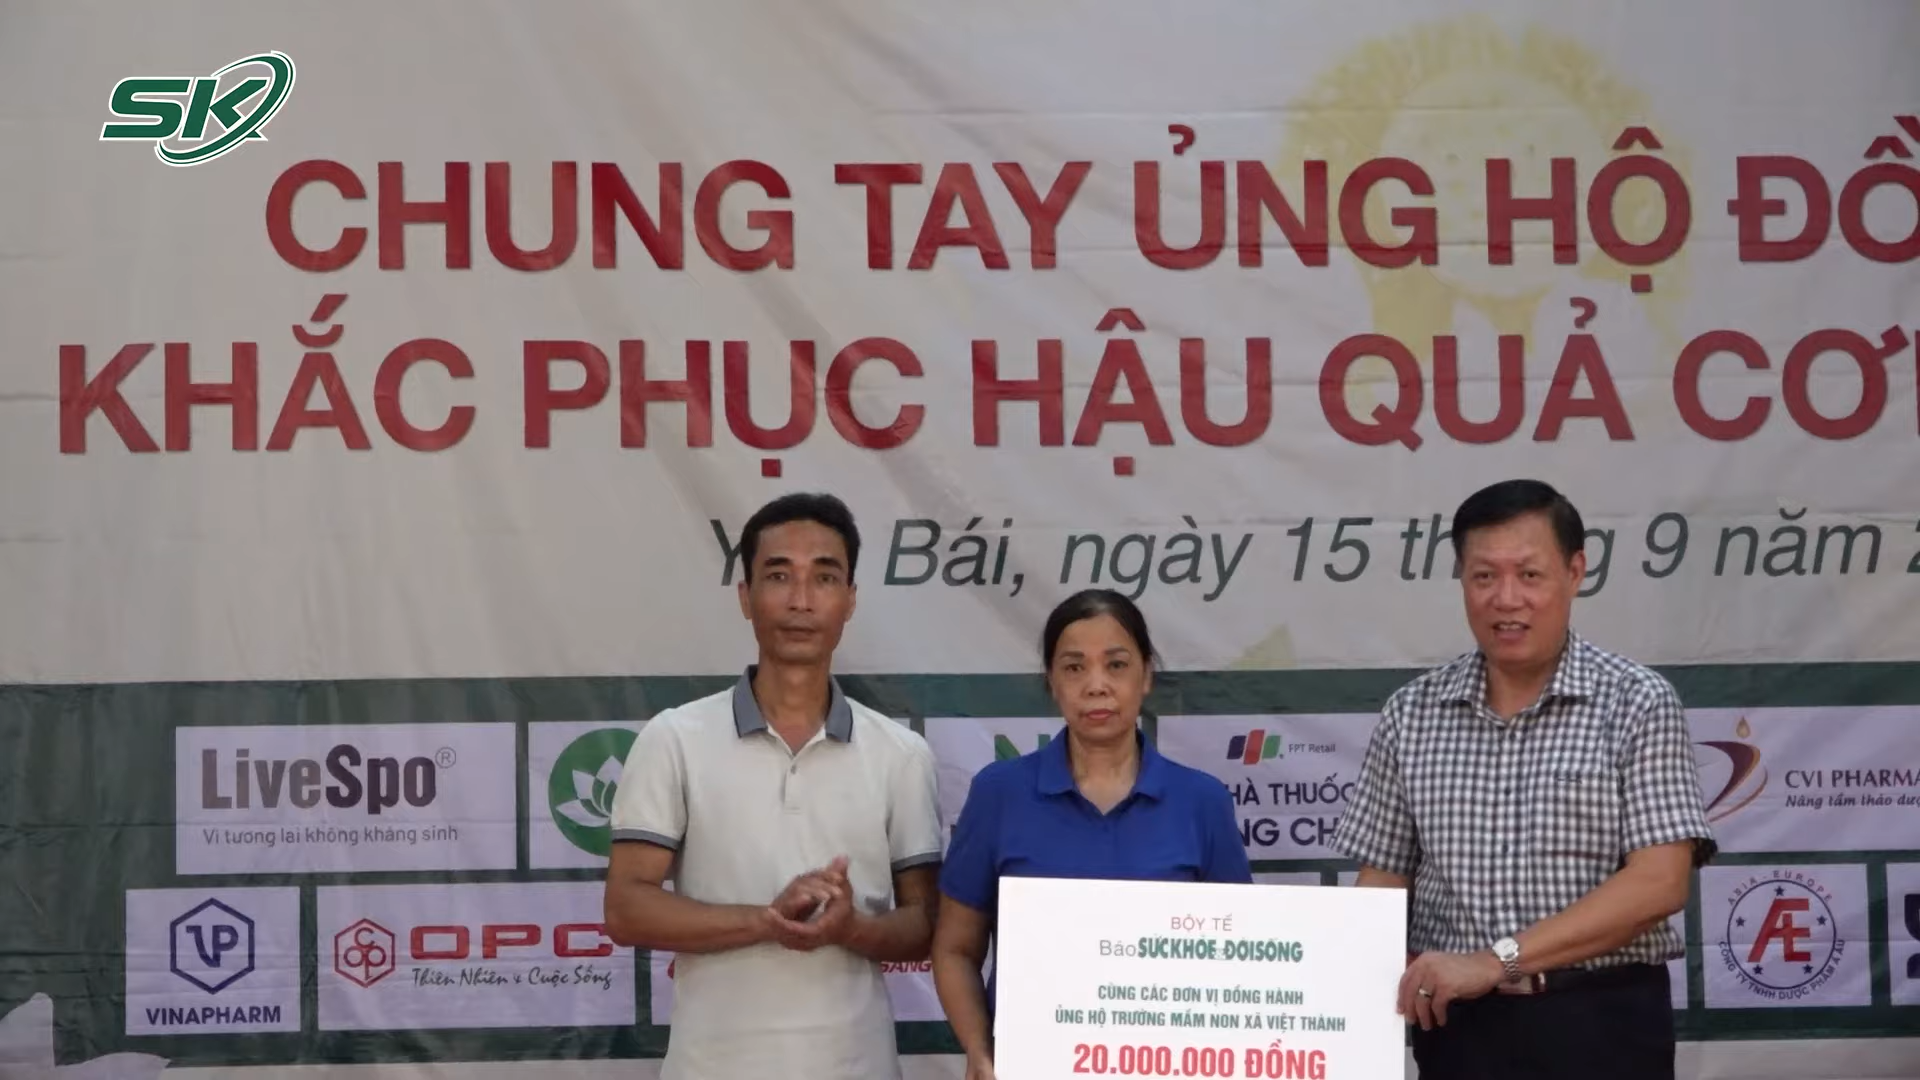 SK
CHUNG TAY ỦNG HỘ ĐỒ
KHẮC PHỤC HẬU QUẢ CƠ
Bái, ngày 15 9 năm
LiveSpo®
Vì tương lai không kháng sinh
FPT Retail
HÀ THUỐC
NG CH
CVI PHARMA
Nâng tầm thảo dượ
VP
VINAPHARM
OPC
Thiên Nhiên & Cuộc Sống
SANG
ASIA - EUROPE
AE
CÔNG TY TNHH DƯỢC PHẨM Á ÂU
BỘ Y TẾ
Báo SỨC KHỎE ĐỜI SỐNG
CÙNG CÁC ĐƠN VỊ ĐỒNG HÀNH
ỦNG HỘ TRƯỜNG MẦM NON XÃ VIỆT THÀNH
20.000.000 ĐỒNG